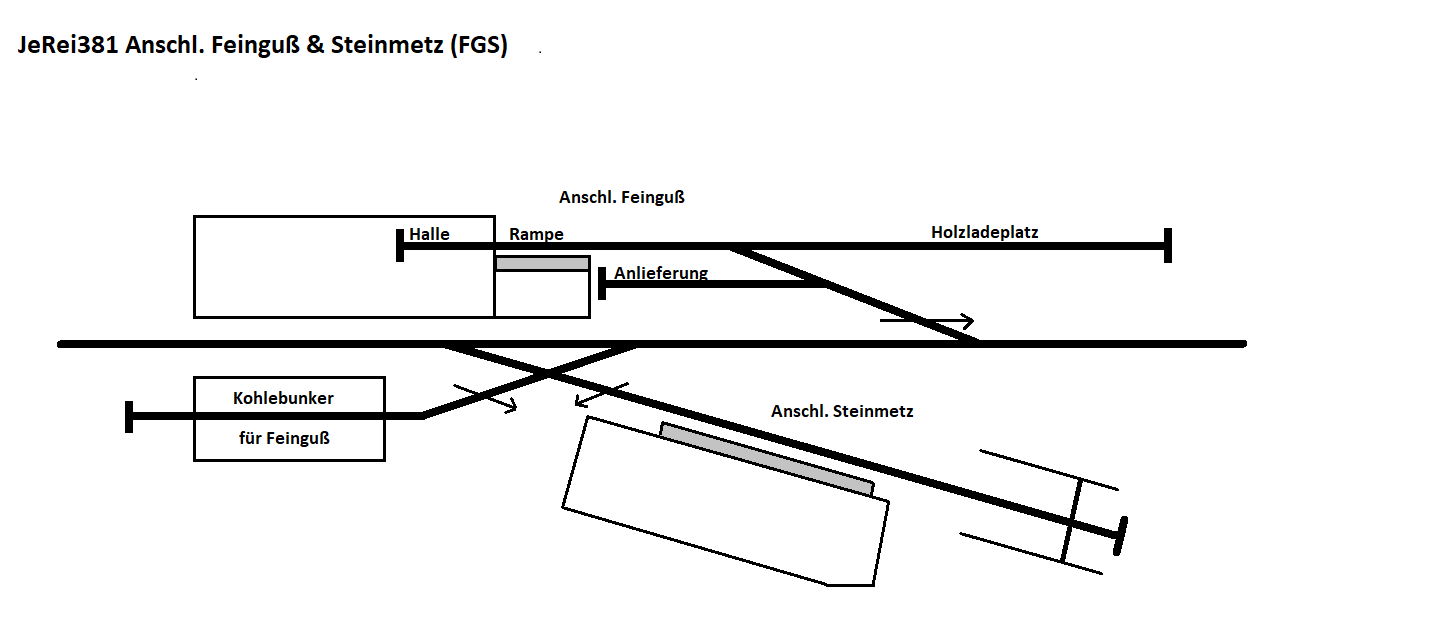 JeRei381 Anschl. Feinguß & Steinmetz (FGS)
Anschl. Feinguß
Halle
Rampe
Holzladeplatz
Anlieferung
Kohlebunker
für Feinguß
Anschl. Steinmetz